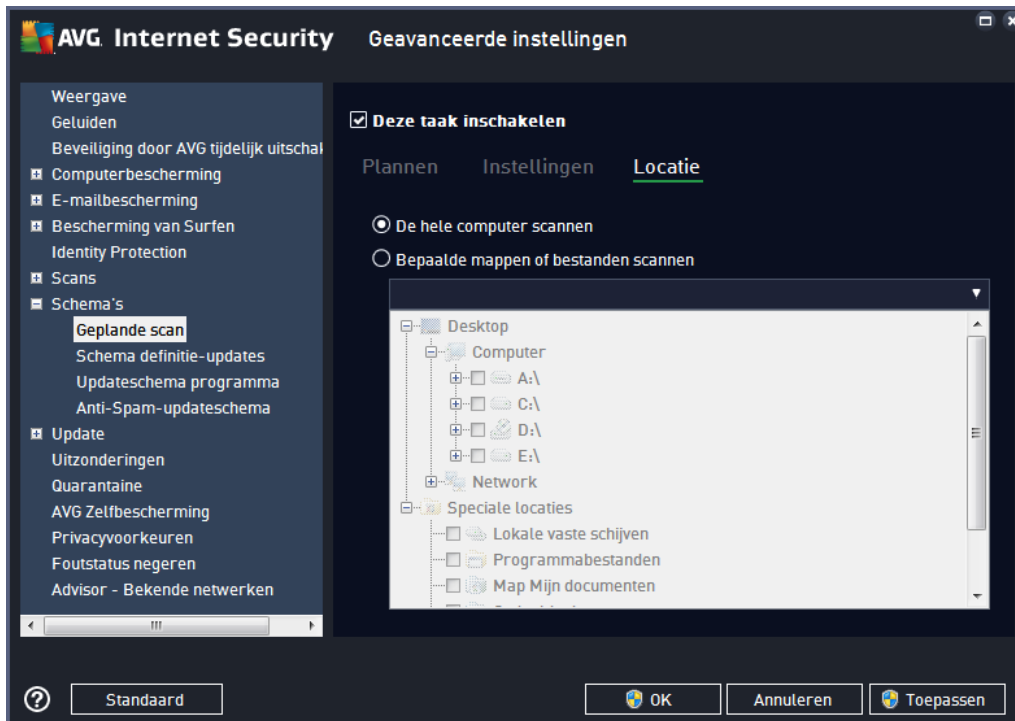 AVG. Internet Security
Geavanceerde instellingen
Weergave
Geluiden
Beveiliging door AVG tijdelijk uitschak
Computerbescherming
E-mailbescherming
Bescherming van Surfen
Identity Protection
Scans
Schema's
Geplande scan
Schema definitie-updates
Updateschema programma
Anti-Spam-updateschema
Update
Uitzonderingen
Quarantaine
AVG Zelfbescherming
Privacyvoorkeuren
Foutstatus negeren
Advisor - Bekende netwerken
Deze taak inschakelen
Plannen Instellingen Locatie
De hele computer scannen
Bepaalde mappen of bestanden scannen
Desktop
Computer
A:\
C:\
D:\
E:\
Network
Speciale locaties
Lokale vaste schijven
Programmabestanden
Map Mijn documenten
Standaard
OK
Annuleren
Toepassen